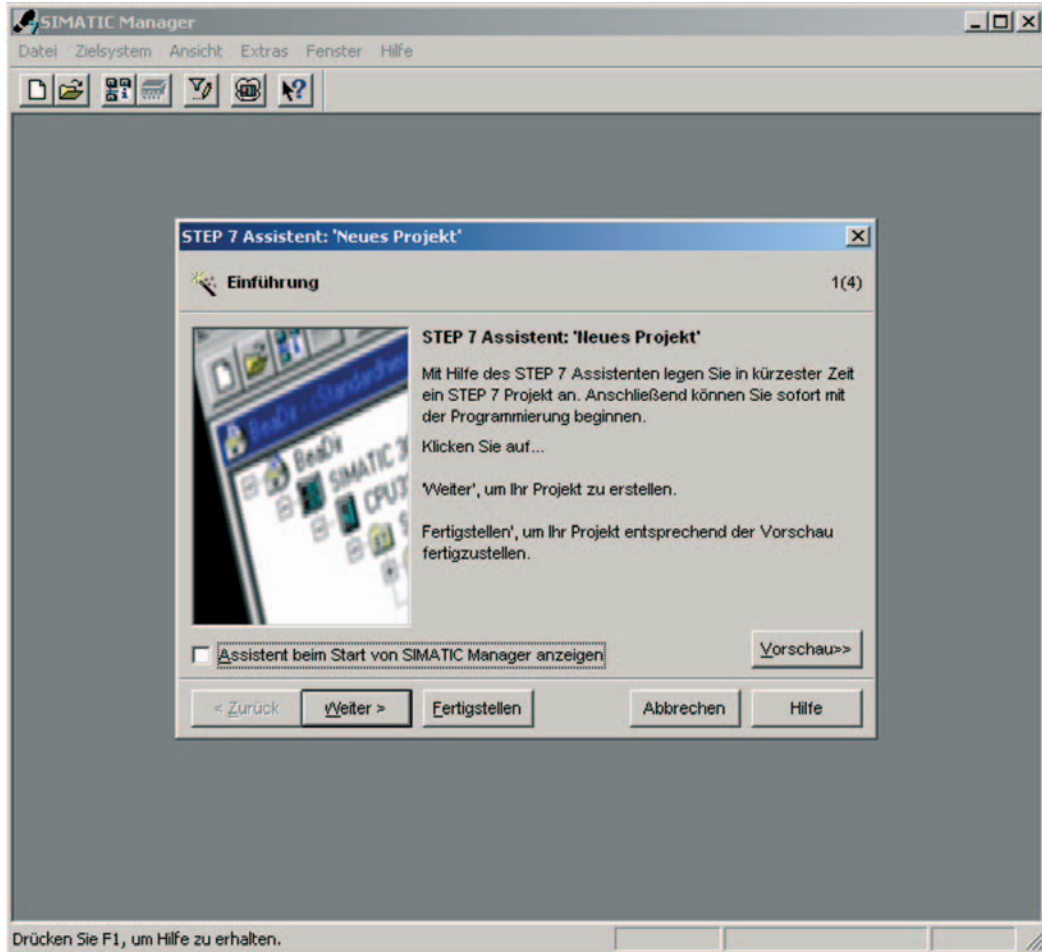 SIMATIC Manager
Datei Zielsystem Ansicht Extras Fenster Hilfe
STEP 7 Assistent: 'Neues Projekt'
Einführung
1(4)
BeaDir
SIMATIC 3
CPU3
STEP 7 Assistent: 'Neues Projekt'
Mit Hilfe des STEP 7 Assistenten legen Sie in kürzester Zeit
ein STEP 7 Projekt an. Anschließend können Sie sofort mit
der Programmierung beginnen.
Klicken Sie auf...
'Weiter', um Ihr Projekt zu erstellen.
Fertigstellen', um Ihr Projekt entsprechend der Vorschau
fertigzustellen.
Assistent beim Start von SIMATIC Manager anzeigen
Vorschau>>
< Zurück
Weiter >
Fertigstellen
Abbrechen
Hilfe
Drücken Sie F1, um Hilfe zu erhalten.